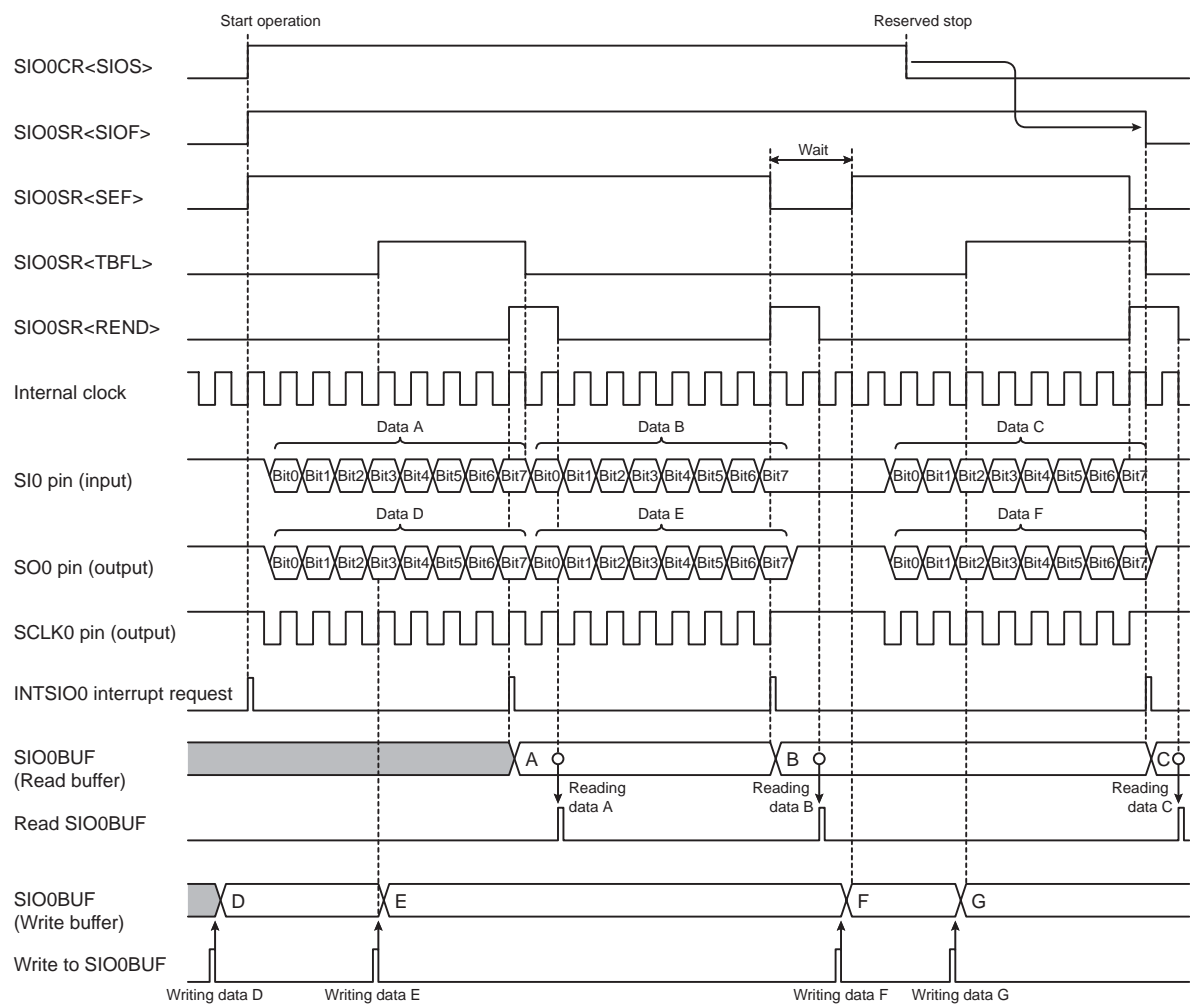 Start operation
Reserved stop
SIO0CR<SIOS>
SIO0SR<SIOF>
Wait
SIO0SR<SEF>
SIO0SR<TBFL>
SIO0SR<REND>
Internal clock
Data A Data B Data C
SI0 pin (input)
Bit0 Bit1 Bit2 Bit3 Bit4 Bit5 Bit6 Bit7 Bit0 Bit1 Bit2 Bit3 Bit4 Bit5 Bit6 Bit7 Bit0 Bit1 Bit2 Bit3 Bit4 Bit5 Bit6 Bit7
Data D Data E Data F
SO0 pin (output)
Bit0 Bit1 Bit2 Bit3 Bit4 Bit5 Bit6 Bit7 Bit0 Bit1 Bit2 Bit3 Bit4 Bit5 Bit6 Bit7 Bit0 Bit1 Bit2 Bit3 Bit4 Bit5 Bit6 Bit7
SCLK0 pin (output)
INTSIO0 interrupt request
SIO0BUF
(Read buffer)
A B C
Reading
data A
Reading
data B
Reading
data C
Read SIO0BUF
SIO0BUF
(Write buffer)
D E F G
Write to SIO0BUF
Writing data D Writing data E Writing data F Writing data G